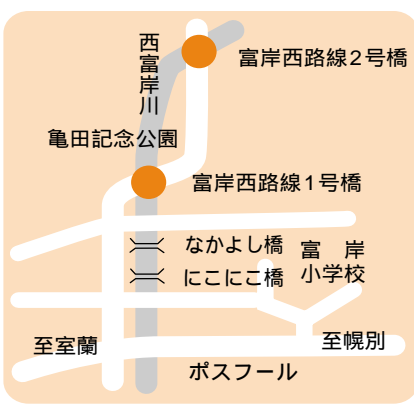 西富岸川
富岸西路線2号橋
亀田記念公園
富岸西路線1号橋
なかよし橋
富岸
小学校
にこにこ橋
至室蘭
至幌別
ポスフール